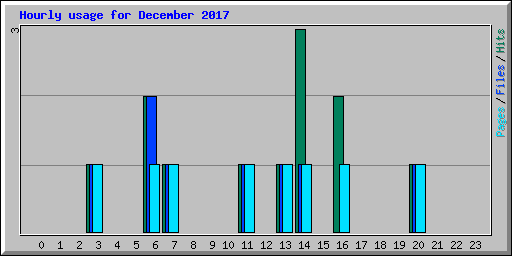 Hourly usage for December 2017
3
Pages/Files/Hits
0 1 2 3 4 5 6 7 8 9 10 11 12 13 14 15 16 17 18 19 20 21 22 23